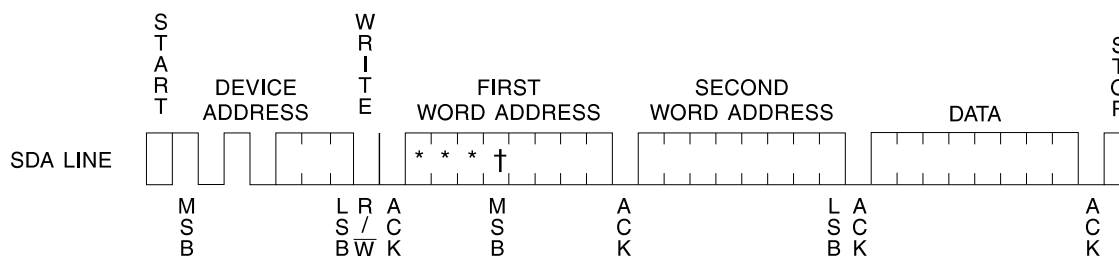 START
WRITE
STOP
DEVICE
ADDRESS
FIRST
WORD ADDRESS
SECOND
WORD ADDRESS
DATA
SDA LINE
* * * †
MSB
LSB
R/W
ACK
MSB
ACK
LSB
ACK
ACK